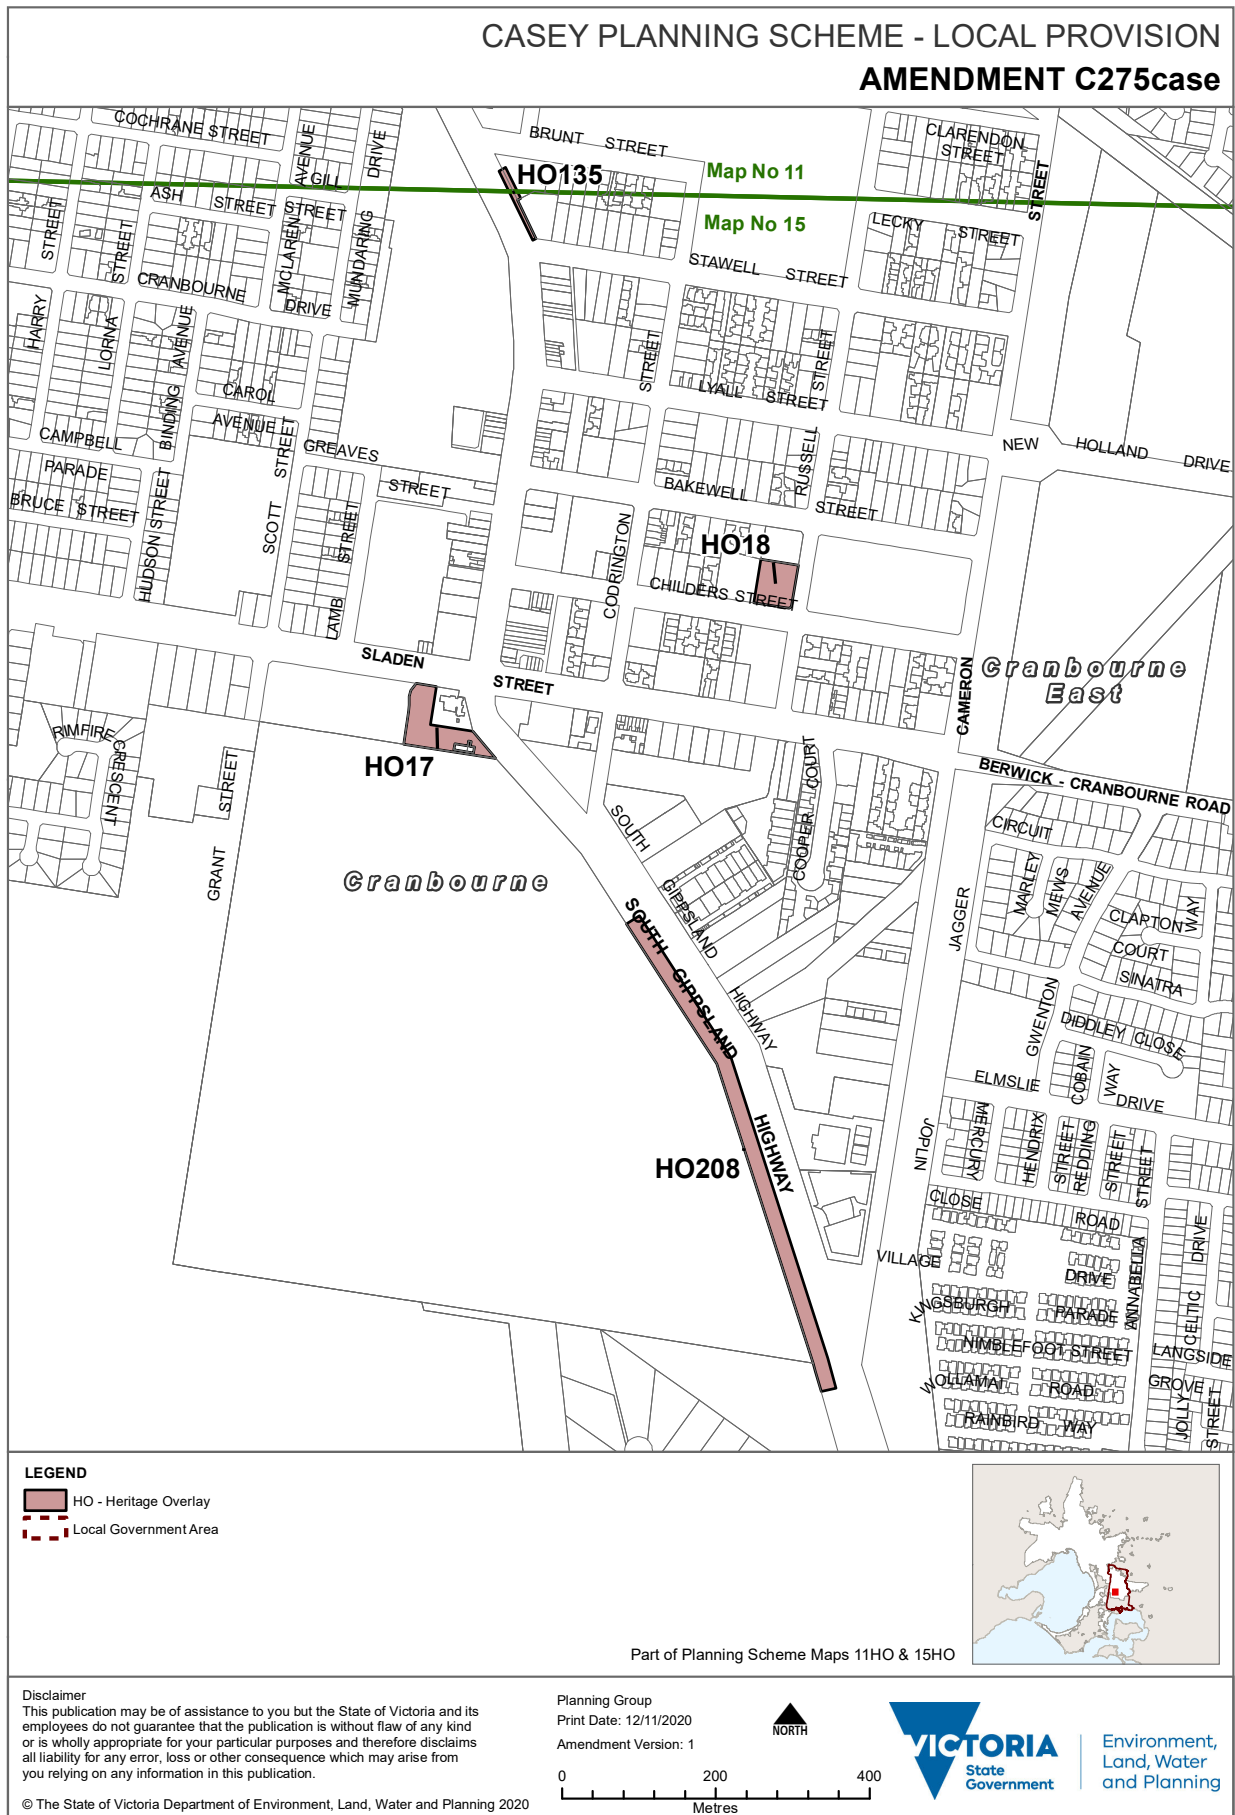 CASEY PLANNING SCHEME - LOCAL PROVISION
AMENDMENT C275case
COCHRANE STREET
AVENUE
DRIVE
BRUNT STREET
CLARENDON
STREET
Map No 11
HO135
GILL
STREET
ASH STREET
STREET
MCLAREN
MUNDARING
Map No 15
LECKY STREET
STREET
STREET
CRANBOURNE
DRIVE
STAWELL STREET
HARRY
LORNA
BINDING AVENUE
STREET
STREET
CAROL
AVENUE
LYALL STREET
CAMPBELL
PARADE
STREET
GREAVES
STREET
RUSSELL
NEW HOLLAND DRIVE
BRUCE STREET
HUDSON STREET
SCOTT
STREET
LAMB
BAKEWELL
STREET
HO18
CODRINGTON
CHILDERS STREET
SLADEN
STREET
CAMERON
Cranbourne
East
RIMFIRE
CRESCENT
HO17
STREET
GRANT
COURT
COOPER
BERWICK - CRANBOURNE ROAD
SOUTH
GIPPSLAND
HIGHWAY
CIRCUIT
MARLEY
MEWS
AVENUE
Cranbourne
SOUTH GIPPSLAND
HIGHWAY
JAGGER
CLAPTON
WAY
COURT
SINATRA
GWENTON
DIDDLEY CLOSE
COBAIN
WAY
ELMSLIE
DRIVE
HO208
JOPLIN
MERCURY
HENDRIX
STREET
REDDING
STREET
STREET
CLOSE
ROAD
VILLAGE
DRIVE
ANNABELLA
CELTIC
DRIVE
KINGSBURGH
PARADE
NIMBLEFOOT STREET
LANGSIDE
WOLLAMAI
ROAD
GROVE
RAINBIRD WAY
JOLLY
STREET
LEGEND
HO - Heritage Overlay
Local Government Area
Part of Planning Scheme Maps 11HO & 15HO
Disclaimer
This publication may be of assistance to you but the State of Victoria and its
employees do not guarantee that the publication is without flaw of any kind
or is wholly appropriate for your particular purposes and therefore disclaims
all liability for any error, loss or other consequence which may arise from
you relying on any information in this publication.
© The State of Victoria Department of Environment, Land, Water and Planning 2020
Planning Group
Print Date: 12/11/2020
Amendment Version: 1
NORTH
0 200 400
Metres
VICTORIA
State
Government
Environment,
Land, Water
and Planning